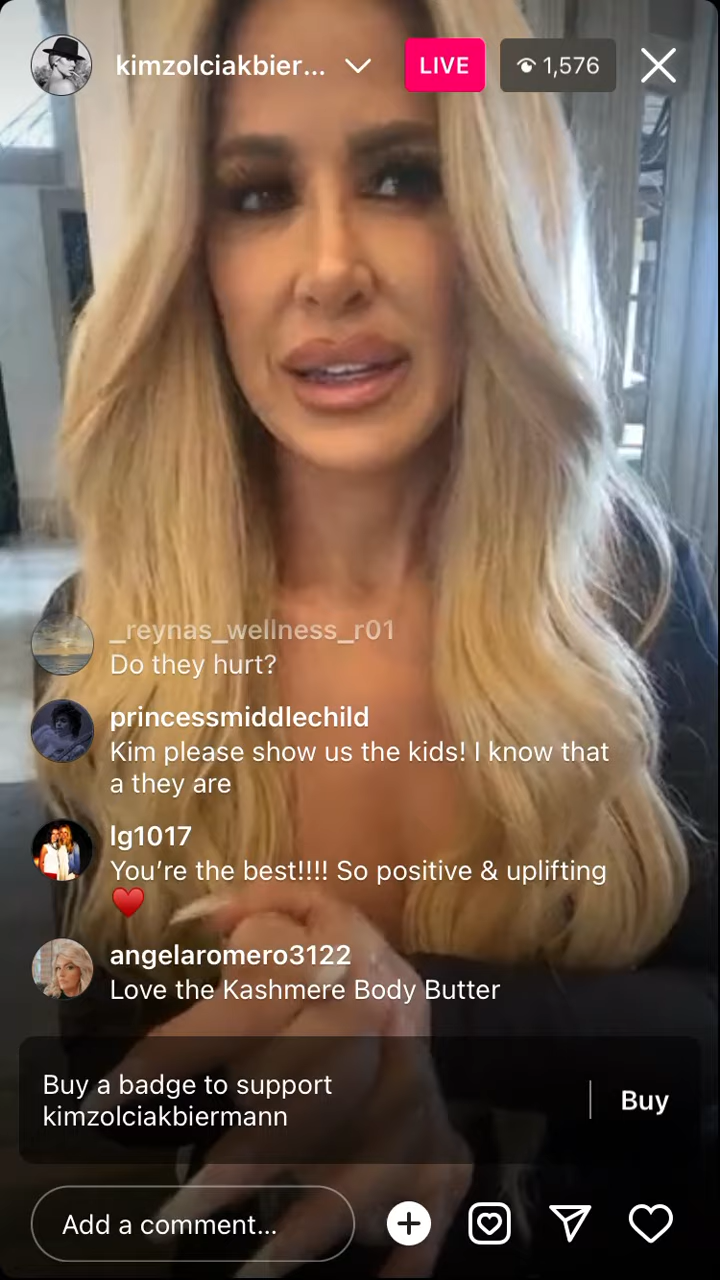 kimzolciakbier...
LIVE
1,576
_reynas_wellness_r01
Do they hurt?
princessmiddlechild
Kim please show us the kids! I know that
a they are
lg1017
You’re the best!!!! So positive & uplifting
♥️
angelaromero3122
Love the Kashmere Body Butter
Buy a badge to support
kimzolciakbiermann
Buy
Add a comment...